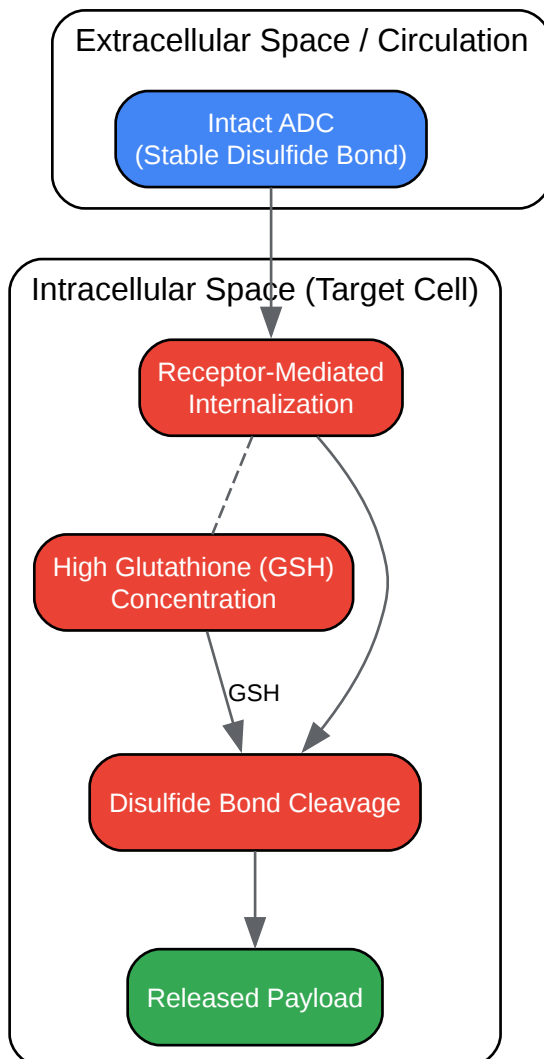 Extracellular Space / Circulation
Intact ADC
(Stable Disulfide Bond)
Intracellular Space (Target Cell)
Receptor-Mediated
Internalization
High Glutathione (GSH)
Concentration
GSH
Disulfide Bond Cleavage
Released Payload